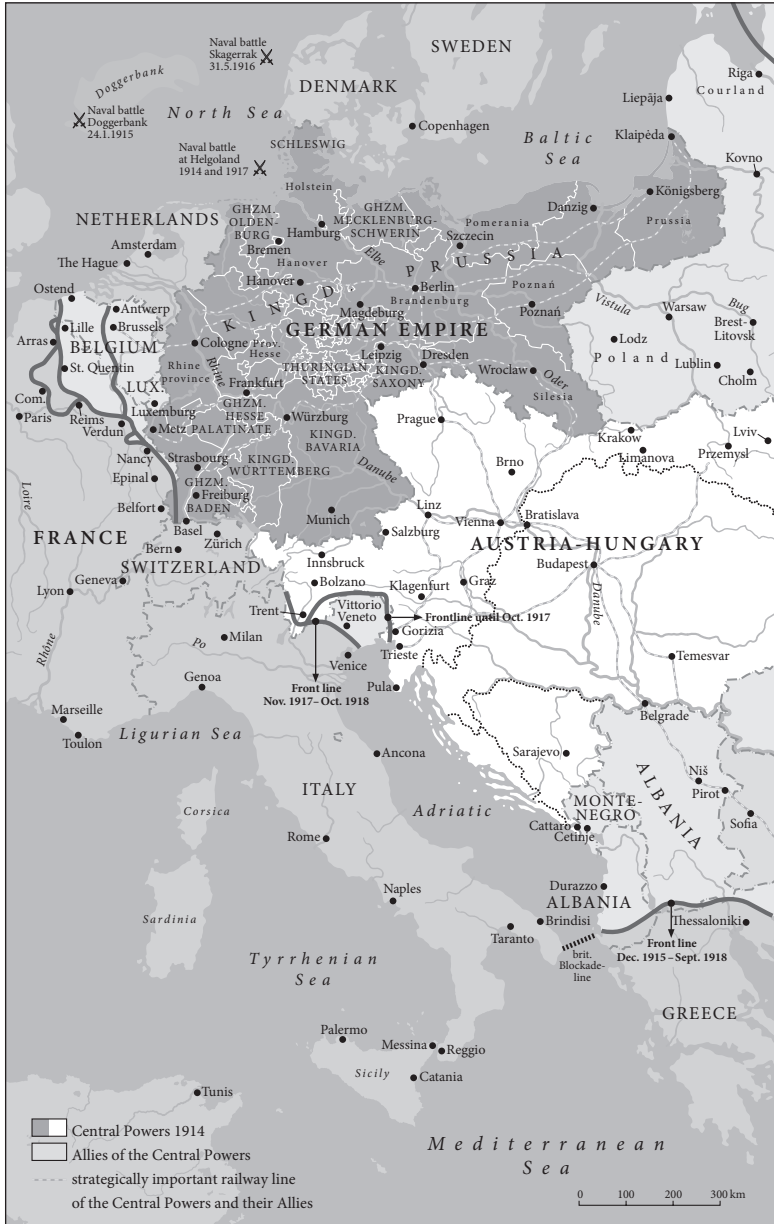 SWEDEN
Naval battle
Skagerrak
31.5.1916
Doggerbank
DENMARK
Riga
Courland
Liepāja
Naval battle
Doggerbank
24.1.1915
North Sea
Copenhagen
Baltic
Sea
Klaipėda
Naval battle
at Helgoland
1914 and 1917
SCHLESWIG
Kovno
Holstein
Königsberg
NETHERLANDS
GHZM.
OLDEN-
BURG
GHZM.
MECKLENBURG-
SCHWERIN
Danzig
Prussia
Hamburg
Pomerania
Amsterdam
Bremen
Szczecin
The Hague
Hanover
Elbe
KINGD. PRUSSIA
Ostend
Hanover
Berlin
Brandenburg
Poznań
Poznań
Vistula
Warsaw
Bug
Brest-
Litovsk
Antwerp
Magdeburg
Lille
Brussels
GERMAN EMPIRE
Arras
BELGIUM
Cologne
Prov.
Hesse
Leipzig
Dresden
Lodz
Poland
St. Quentin
Rhine
province
Rhine
THURINGIAN
STATES
KINGD.
SAXONY
Wrocław
Oder
Silesia
Lublin
Cholm
LUX.
Frankfurt
Com.
Luxemburg
GHZM.
HESSE
Paris
Reims
Verdun
Metz
PALATINATE
Würzburg
Prague
Krakow
Lviv
Limanova
Przemysl
Nancy
Strasbourg
KINGD.
WÜRTTEMBERG
KINGD.
BAVARIA
Danube
Brno
Epinal
GHZM.
BADEN
Freiburg
Loire
Belfort
Munich
Linz
Vienna
Bratislava
FRANCE
Basel
Zürich
Salzburg
AUSTRIA-HUNGARY
Bern
SWITZERLAND
Innsbruck
Budapest
Geneva
Bolzano
Klagenfurt
Graz
Danube
Lyon
Trent
Vittorio
Veneto
Frontline until Oct. 1917
Rhône
Po
Milan
Gorizia
Trieste
Venice
Temesvar
Genoa
Front line
Nov. 1917–Oct. 1918
Pula
Marseille
Belgrade
Toulon
Ligurian Sea
Ancona
Sarajevo
ITALY
ALBANIA
Niš
Pirot
Corsica
Adriatic
MONTE-
NEGRO
Sofia
Cattaro
Cetinje
Rome
Naples
Durazzo
ALBANIA
Sardinia
Brindisi
Thessaloniki
Taranto
Tyrrhenian
Sea
brit.
Blockade-
line
Front line
Dec. 1915–Sept. 1918
GREECE
Palermo
Messina
Reggio
Sicily
Catania
Tunis
Central Powers 1914
Allies of the Central Powers
strategically important railway line
of the Central Powers and their Allies
Mediterranean
Sea
0 100 200 300 km